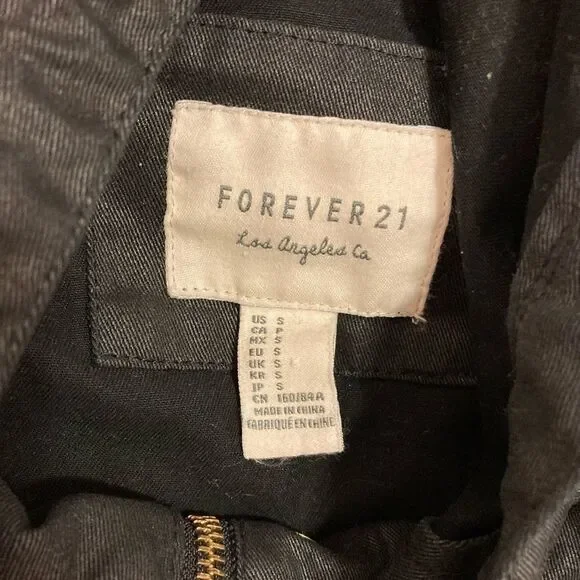 FOREVER 21
Los Angeles Ca
US S
CA P
MX S
EU S
UK S
KR S
JP S
CN 160/84A
MADE IN CHINA
FABRIQUÉ EN CHINE